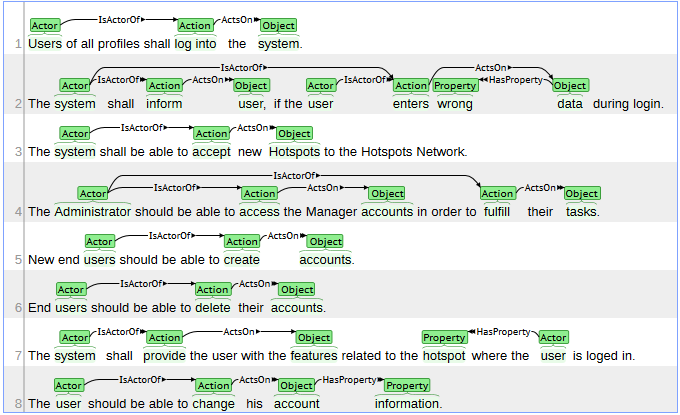 Actor IsActorOf Action ActsOn Object
1 Users of all profiles shall log into the system.
IsActorOf ActsOn
Actor IsActorOf Action ActsOn Object Actor IsActorOf Action Property HasProperty Object
2 The system shall inform user, if the user enters wrong data during login.
Actor IsActorOf Action ActsOn Object
3 The system shall be able to accept new Hotspots to the Hotspots Network.
IsActorOf
Actor IsActorOf Action ActsOn Object Action ActsOn Object
4 The Administrator should be able to access the Manager accounts in order to fulfill their tasks.
Actor IsActorOf Action ActsOn Object
5 New end users should be able to create accounts.
Actor IsActorOf Action ActsOn Object
6 End users should be able to delete their accounts.
Actor IsActorOf Action ActsOn Object Property HasProperty Actor
7 The system shall provide the user with the features related to the hotspot where the user is loged in.
Actor IsActorOf Action ActsOn Object HasProperty Property
8 The user should be able to change his account information.